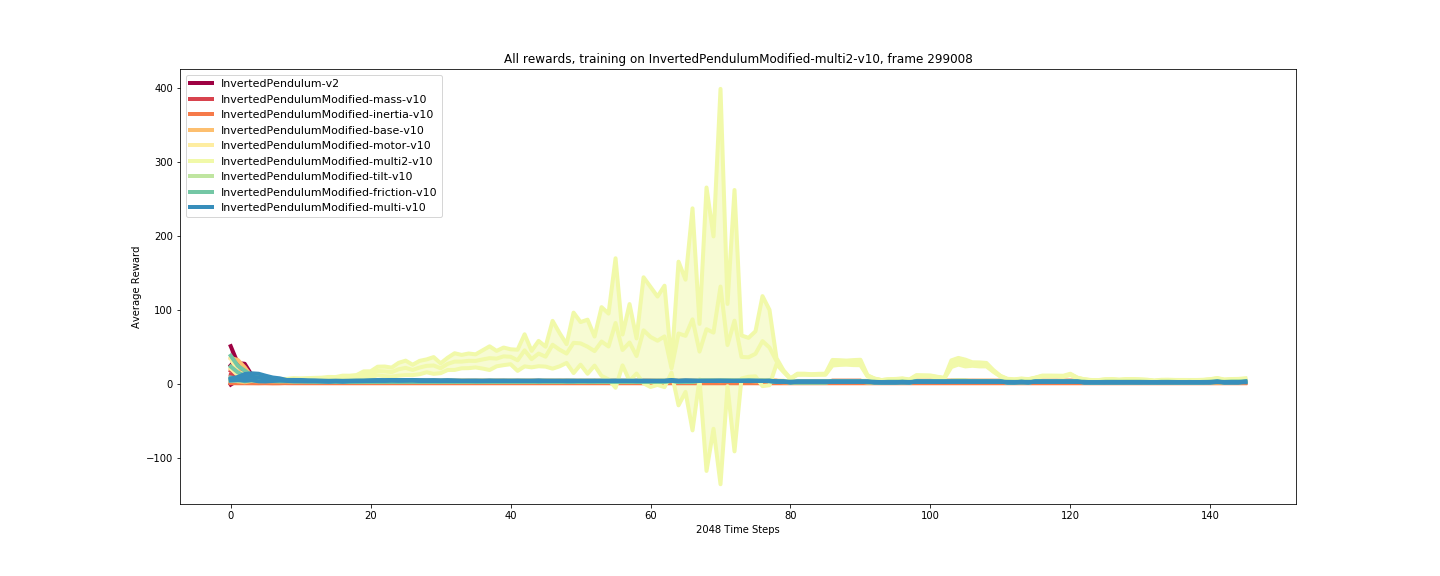 All rewards, training on InvertedPendulumModified-multi2-v10, frame 299008
InvertedPendulum-v2
InvertedPendulumModified-mass-v10
InvertedPendulumModified-inertia-v10
InvertedPendulumModified-base-v10
InvertedPendulumModified-motor-v10
InvertedPendulumModified-multi2-v10
InvertedPendulumModified-tilt-v10
InvertedPendulumModified-friction-v10
InvertedPendulumModified-multi-v10
Average Reward
400
300
200
100
0
−100
0 20 40 60 80 100 120 140
2048 Time Steps